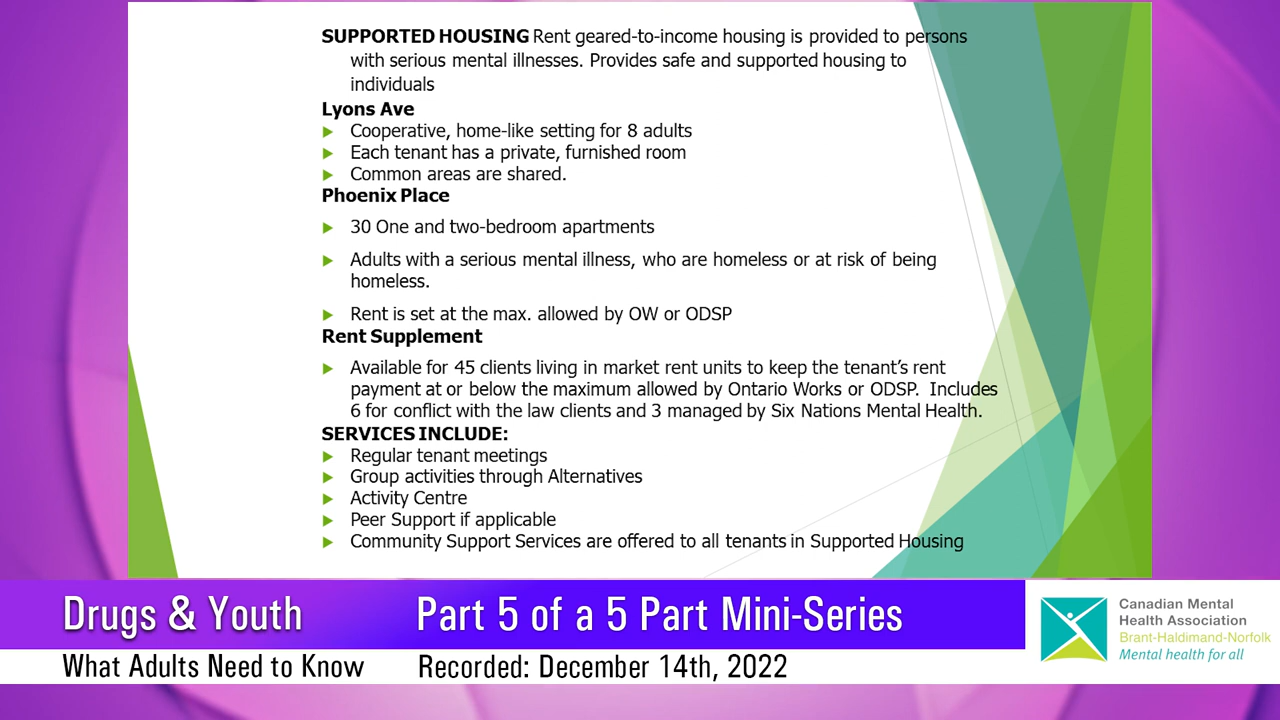 SUPPORTED HOUSING Rent geared-to-income housing is provided to persons
with serious mental illnesses. Provides safe and supported housing to
individuals
Lyons Ave
Cooperative, home-like setting for 8 adults
Each tenant has a private, furnished room
Common areas are shared.
Phoenix Place
30 One and two-bedroom apartments
Adults with a serious mental illness, who are homeless or at risk of being
homeless.
Rent is set at the max. allowed by OW or ODSP
Rent Supplement
Available for 45 clients living in market rent units to keep the tenant's rent
payment at or below the maximum allowed by Ontario Works or ODSP.  Includes
6 for conflict with the law clients and 3 managed by Six Nations Mental Health.
SERVICES INCLUDE:
Regular tenant meetings
Group activities through Alternatives
Activity Centre
Peer Support if applicable
Community Support Services are offered to all tenants in Supported Housing
Drugs & Youth
Part 5 of a 5 Part Mini-Series
What Adults Need to Know
Recorded: December 14th, 2022
Canadian Mental
Health Association
Brant-Haldimand-Norfolk
Mental health for all